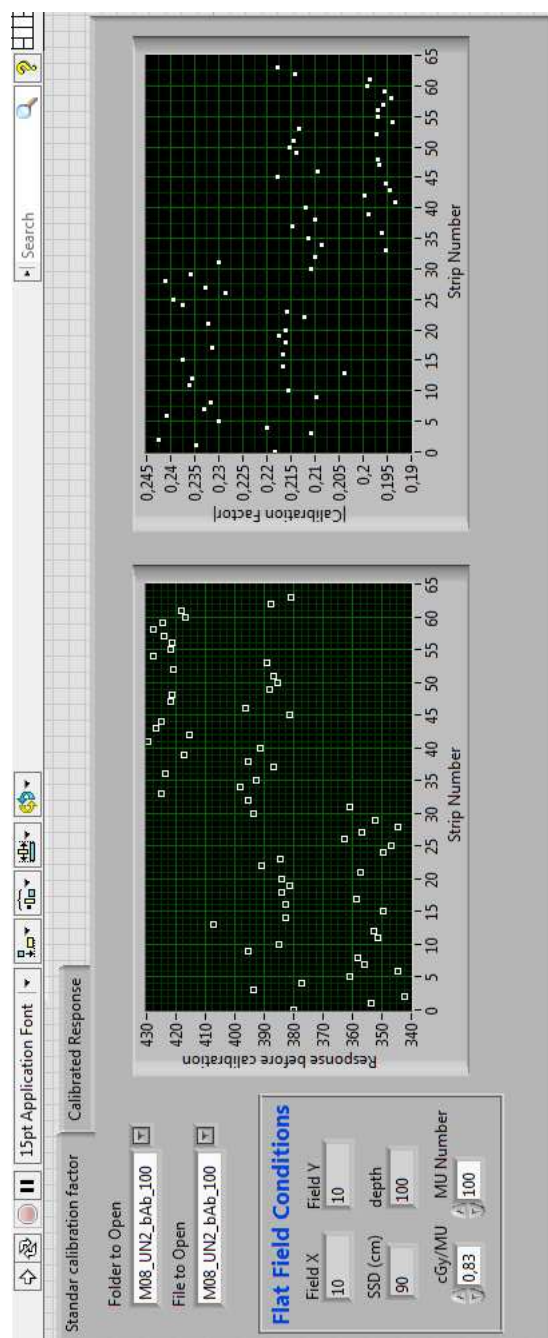 15pt Application Font
Search
Standar calibration factor
Calibrated Response
Folder to Open
M08_UN2_bAb_100
File to Open
M08_UN2_bAb_100
Flat Field Conditions
Field X
Field Y
10
10
SSD (cm)
depth
90
100
cGy/MU
MU Number
0,83
100
Response before calibration
430
420
410
400
390
380
370
360
350
340
0 5 10 15 20 25 30 35 40 45 50 55 60 65
Strip Number
|Calibration Factor|
0,245
0,24
0,235
0,23
0,225
0,22
0,215
0,21
0,205
0,2
0,195
0,19
0 5 10 15 20 25 30 35 40 45 50 55 60 65
Strip Number